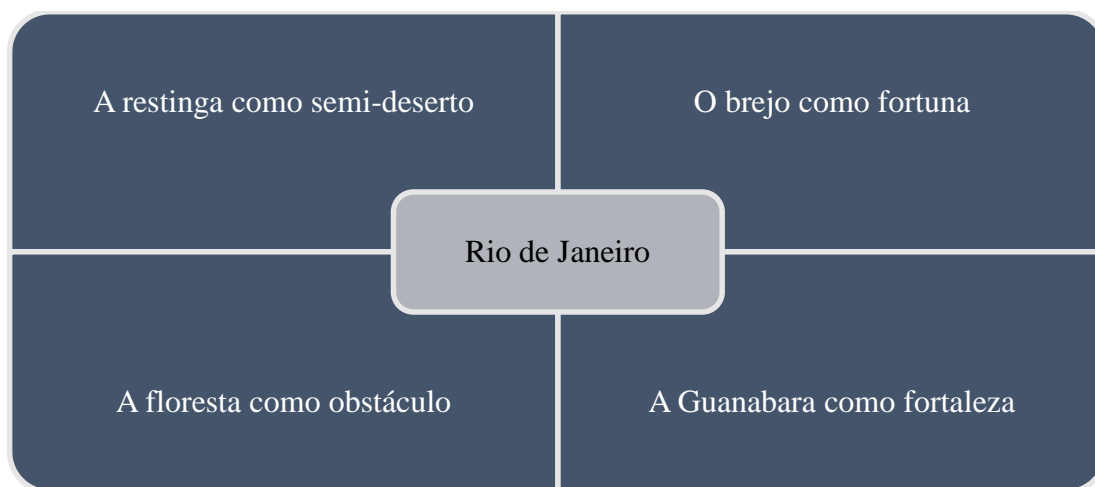 A restinga como semi-deserto
O brejo como fortuna
Rio de Janeiro
A floresta como obstáculo
A Guanabara como fortaleza